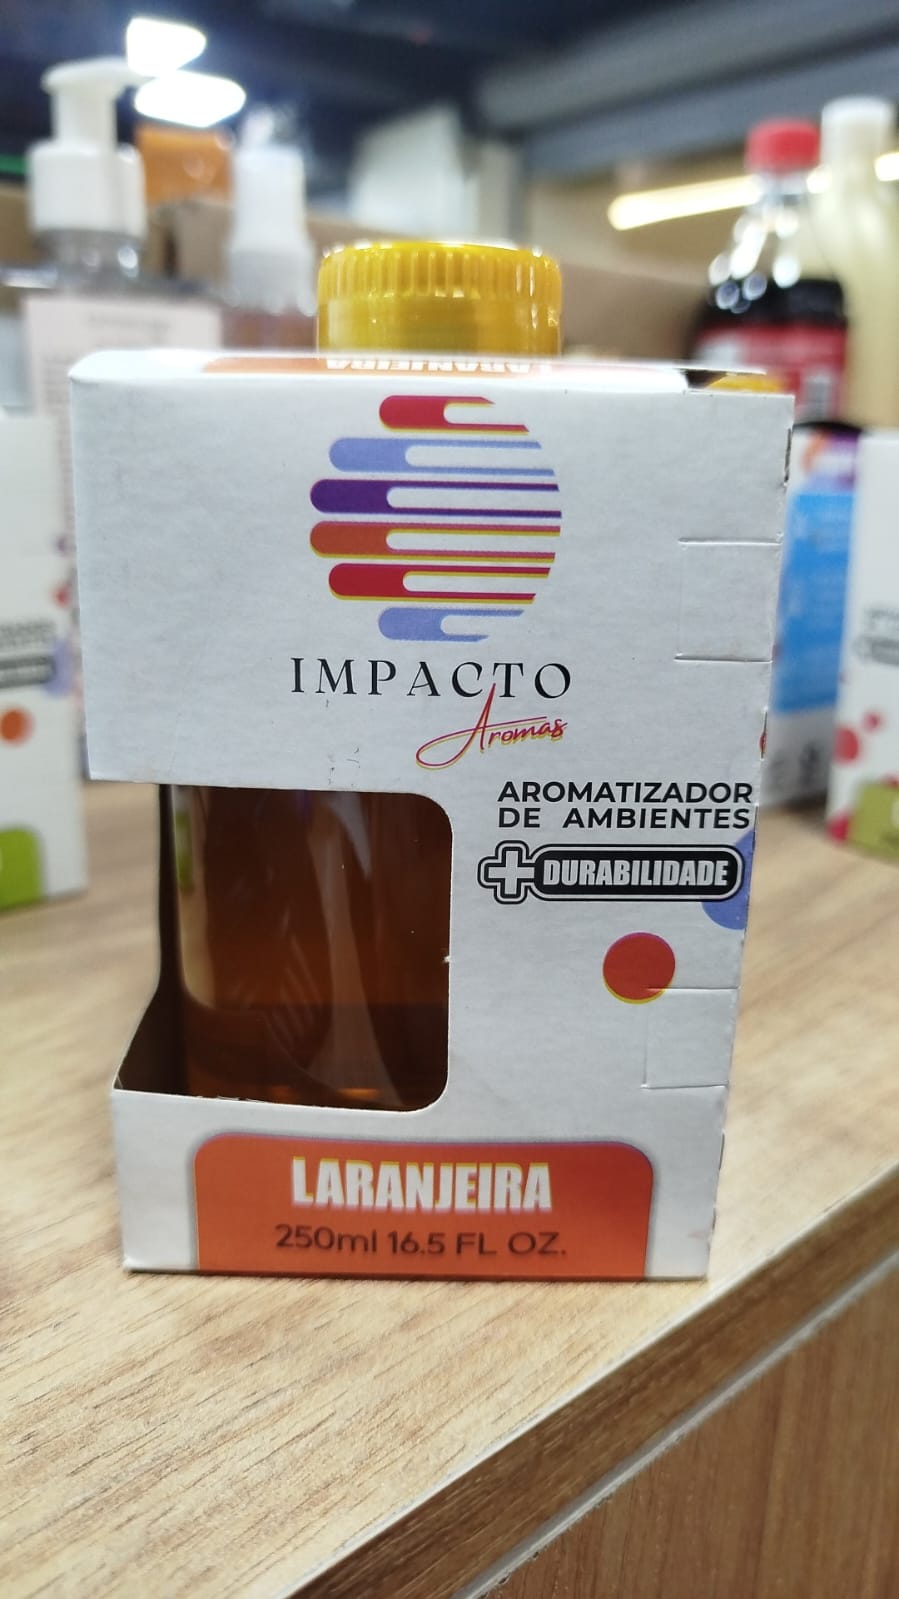 LARANJEIRA
IMPACTO
Aromas
AROMATIZADOR
DE AMBIENTES
+ DURABILIDADE
LARANJEIRA
250ml 16.5 FL OZ.